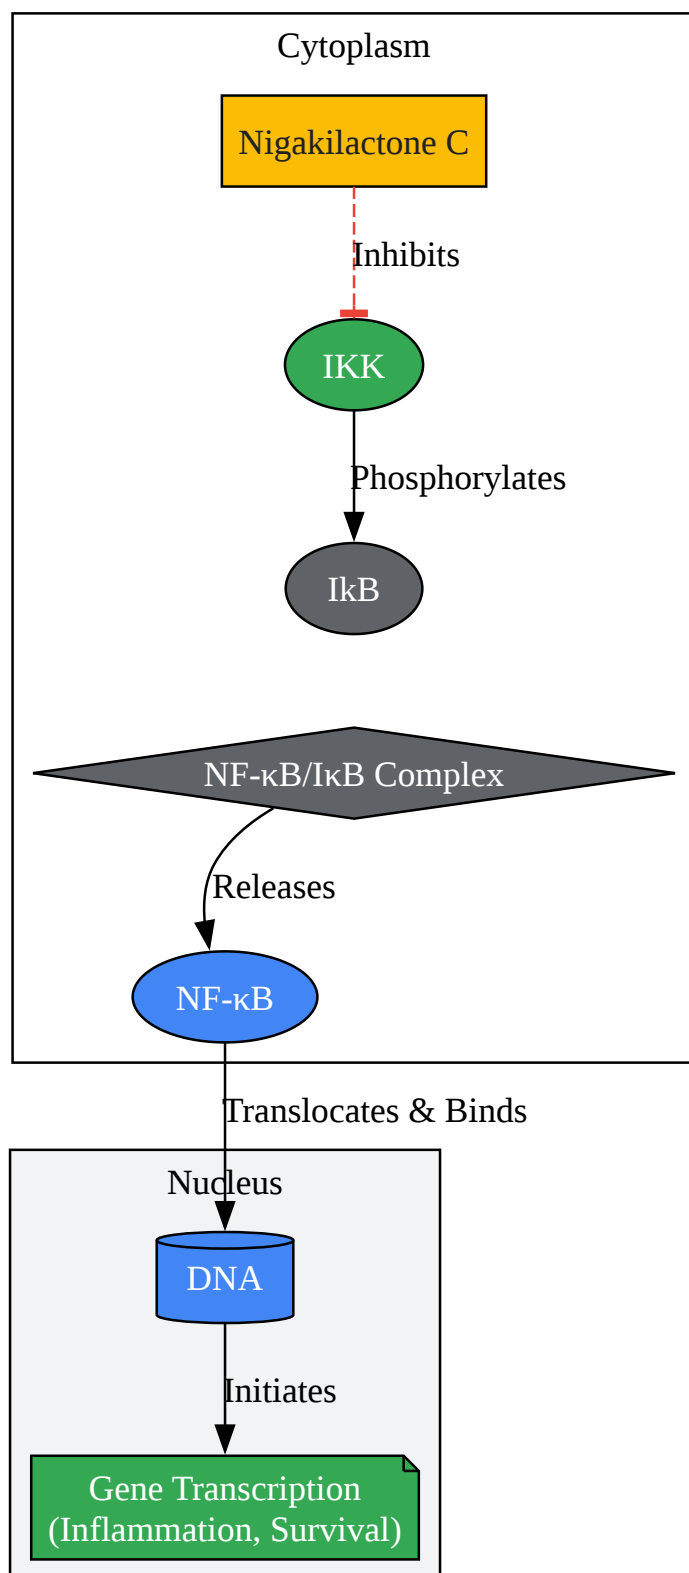 Cytoplasm
Nigakilactone C
Inhibits
IKK
Phosphorylates
IkB
NF-κB/IκB Complex
Releases
NF-κB
Translocates & Binds
Nucleus
DNA
Initiates
Gene Transcription
(Inflammation, Survival)